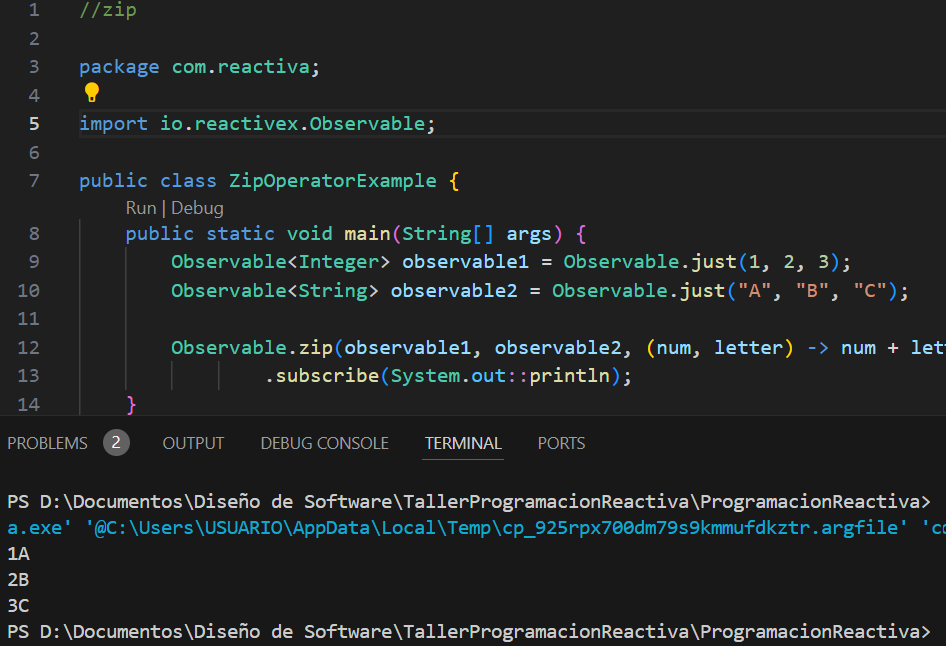 1 //zip
2
3 package com.reactiva;
4
5 import io.reactivex.Observable;
6
7 public class ZipOperatorExample {
Run | Debug
8 public static void main(String[] args) {
9 Observable<Integer> observable1 = Observable.just(1, 2, 3);
10 Observable<String> observable2 = Observable.just("A", "B", "C");
11
12 Observable.zip(observable1, observable2, (num, letter) -> num + let
13 .subscribe(System.out::println);
14 }
PROBLEMS 2 OUTPUT DEBUG CONSOLE TERMINAL PORTS
PS D:\Documentos\Diseño de Software\TallerProgramacionReactiva\ProgramacionReactiva>
a.exe' '@C:\Users\USUARIO\AppData\Local\Temp\cp_925rpx700dm79s9kmmufdkztr.argfile' 'co
1A
2B
3C
PS D:\Documentos\Diseño de Software\TallerProgramacionReactiva\ProgramacionReactiva>